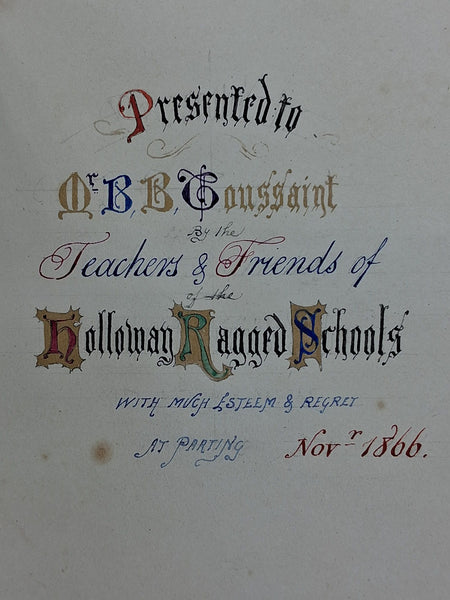 Presented to
Mr B, B, Toussaint
By the
Teachers & Friends of
of the
Holloway Ragged Schools
WITH MUCH ESTEEM & REGRET
AT PARTING Novr 1866.